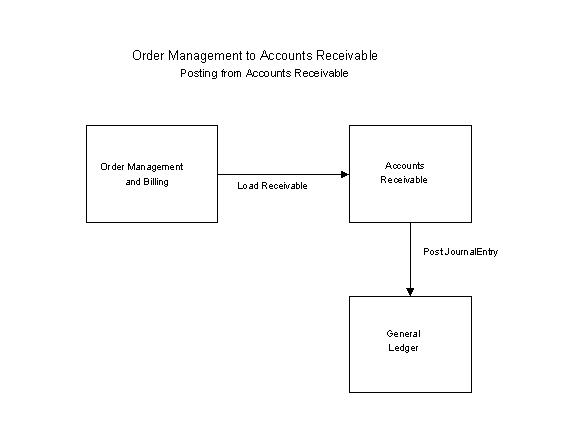 Order Management to Accounts Receivable
Posting from Accounts Receivable
Order Management
and Billing
Load Receivable
Accounts
Receivable
Post JournalEntry
General
Ledger